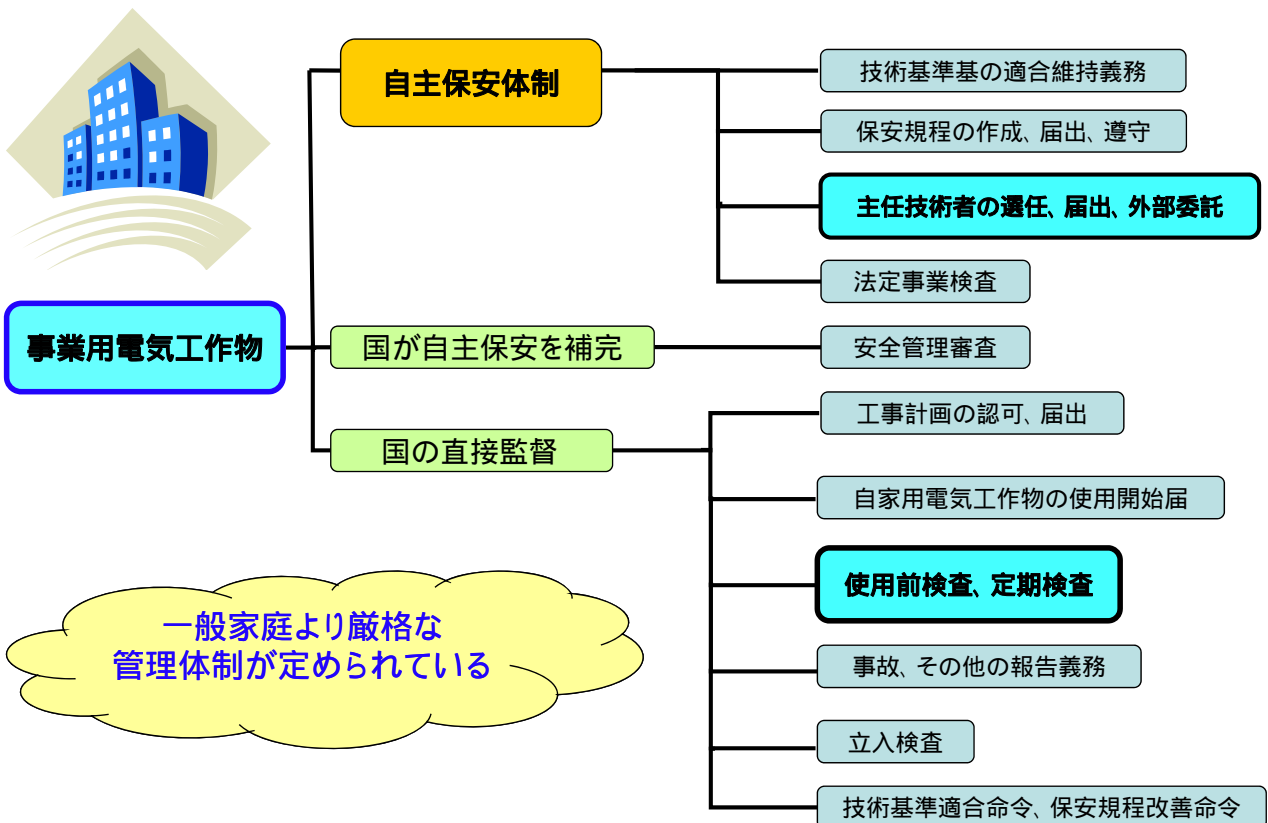 自主保安体制
技術基準基の適合維持義務
保安規程の作成、届出、遵守
主任技術者の選任、届出、外部委託
法定事業検査
事業用電気工作物
国が自主保安を補完
安全管理審査
国の直接監督
工事計画の認可、届出
自家用電気工作物の使用開始届
使用前検査、定期検査
事故、その他の報告義務
立入検査
技術基準適合命令、保安規程改善命令
一般家庭より厳格な
管理体制が定められている